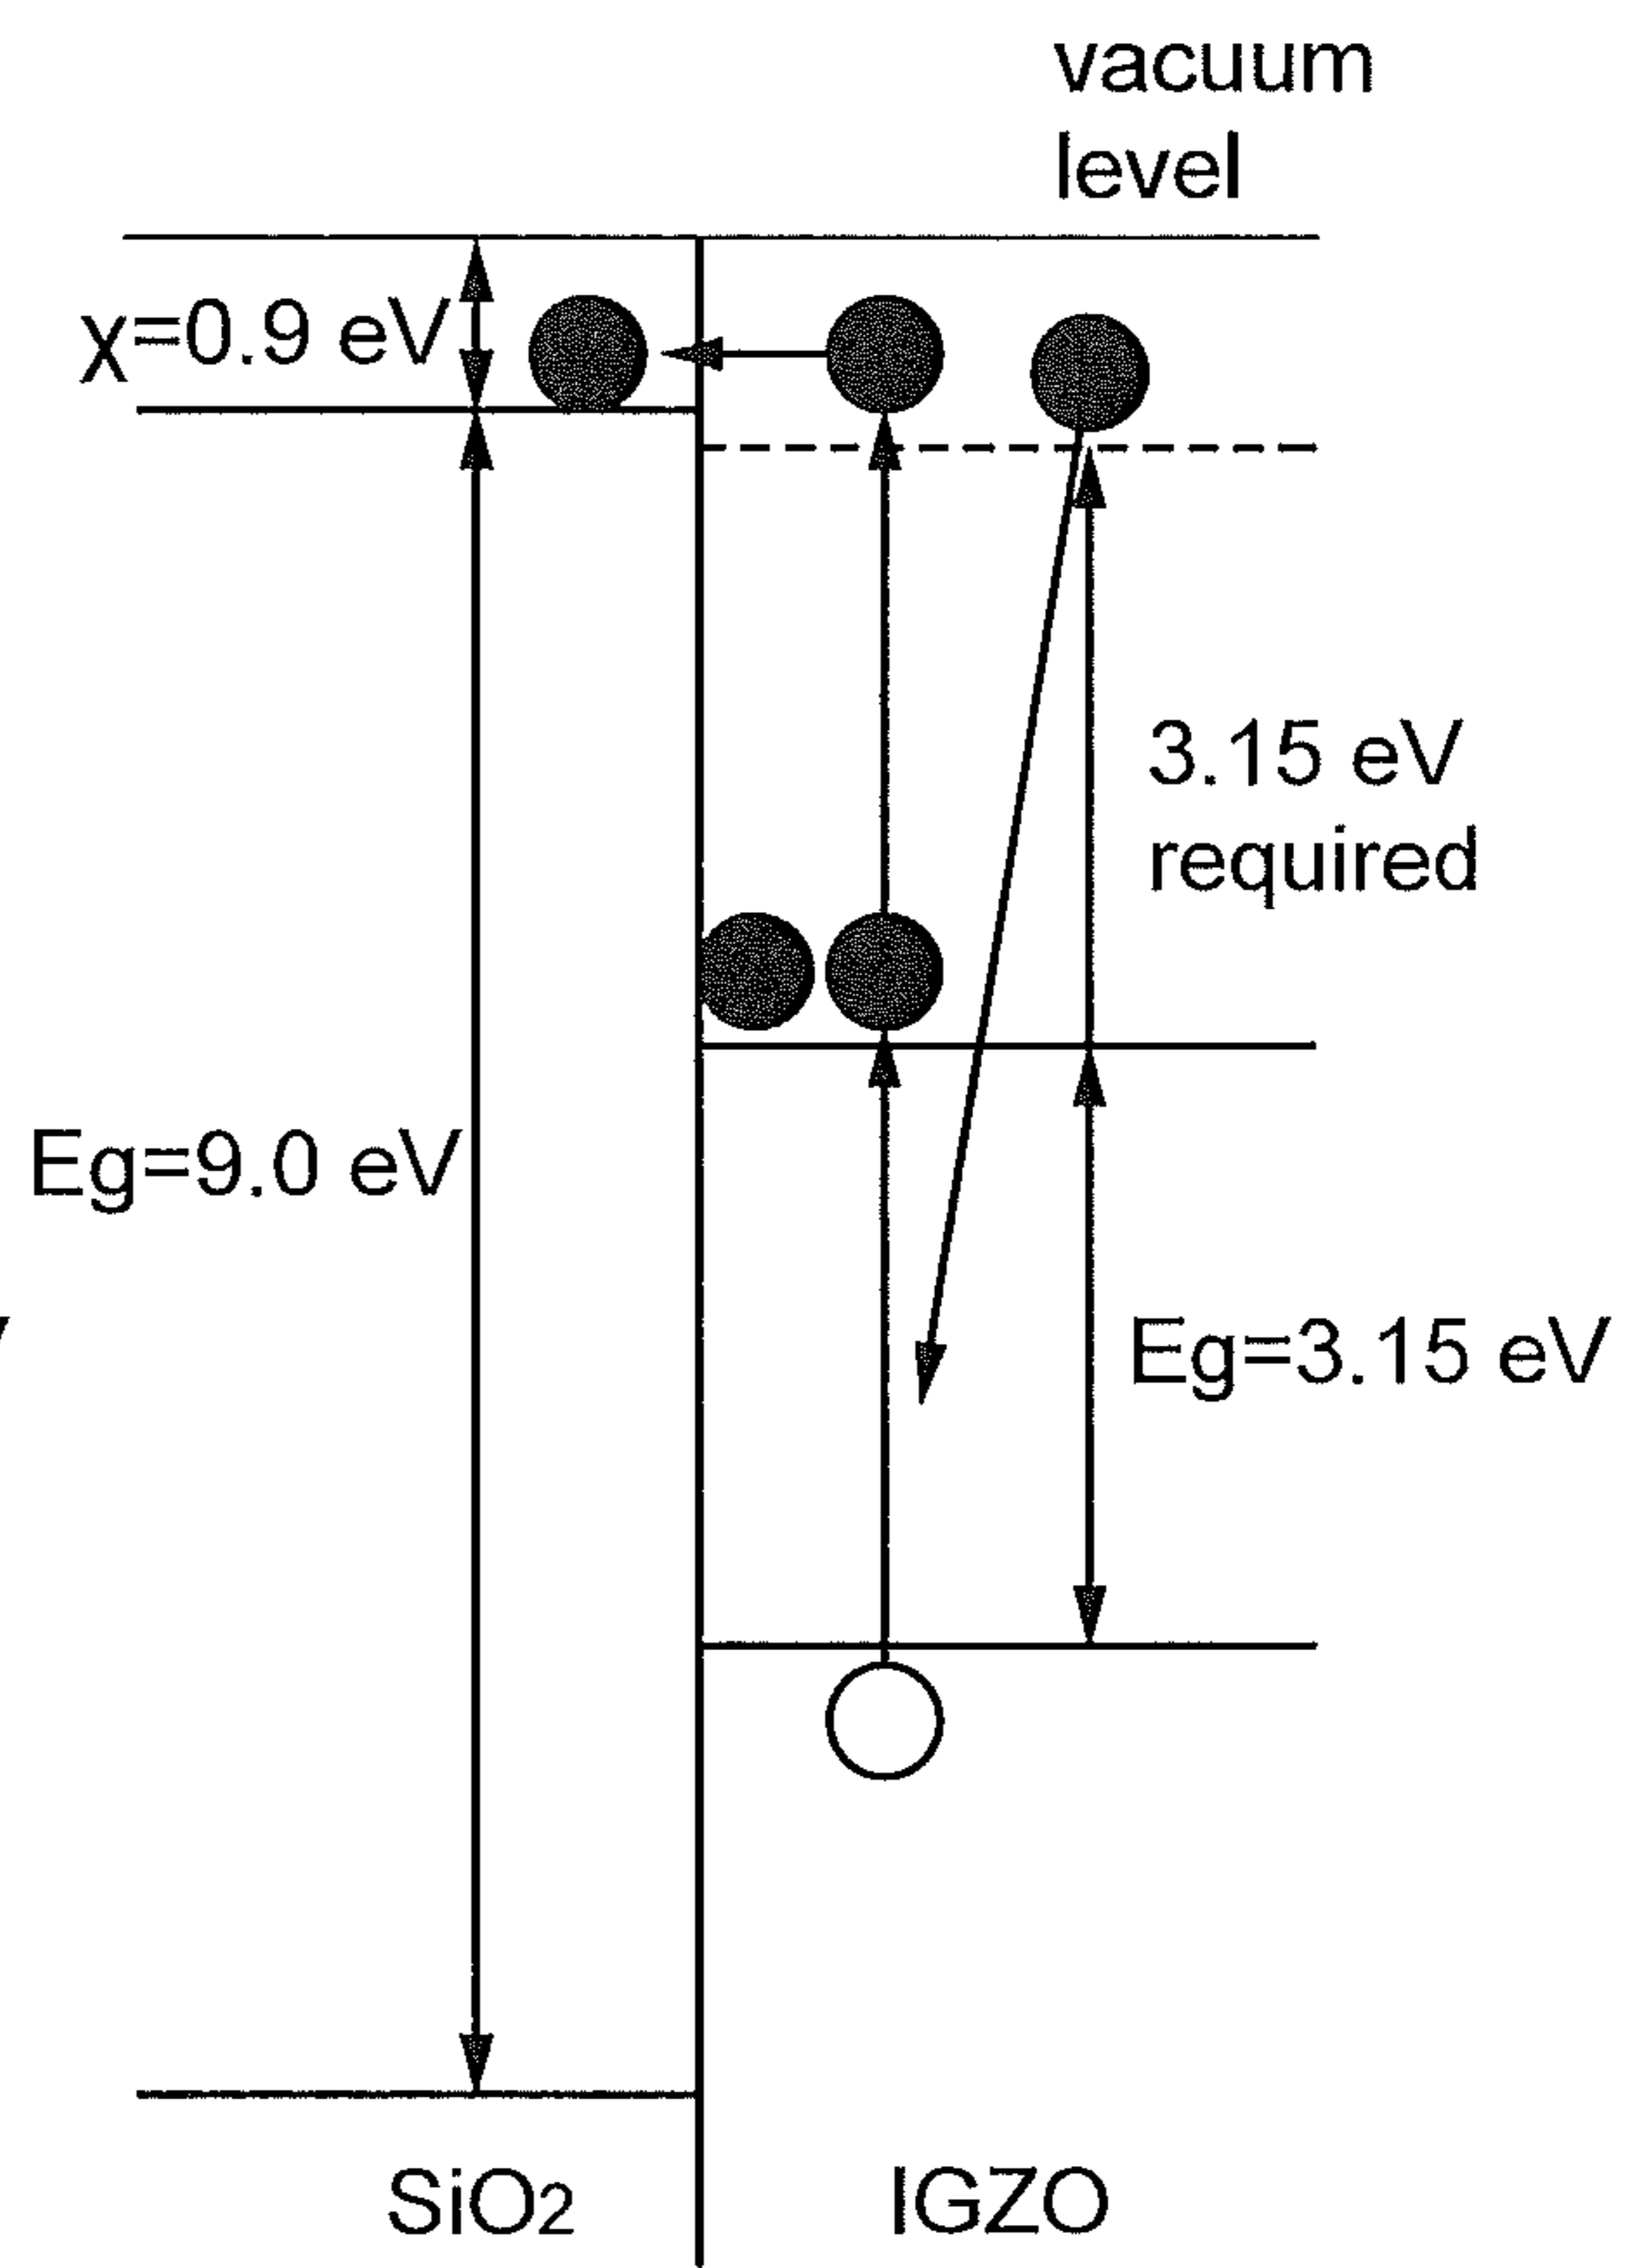 vacuum
level
χ=0.9 eV
3.15 eV
required
Eg=9.0 eV
Eg=3.15 eV
SiO2
IGZO